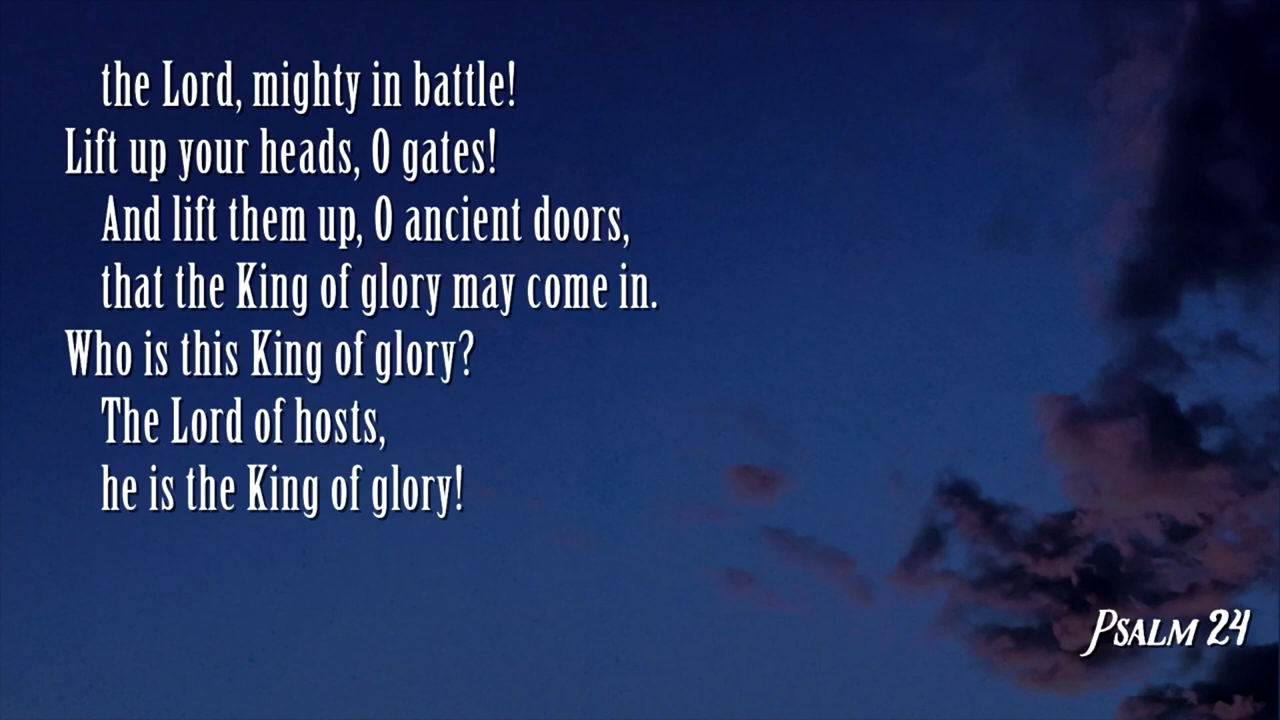 the Lord, mighty in battle!
Lift up your heads, O gates!
And lift them up, O ancient doors,
that the King of glory may come in.
Who is this King of glory?
The Lord of hosts,
he is the King of glory!
Psalm 24